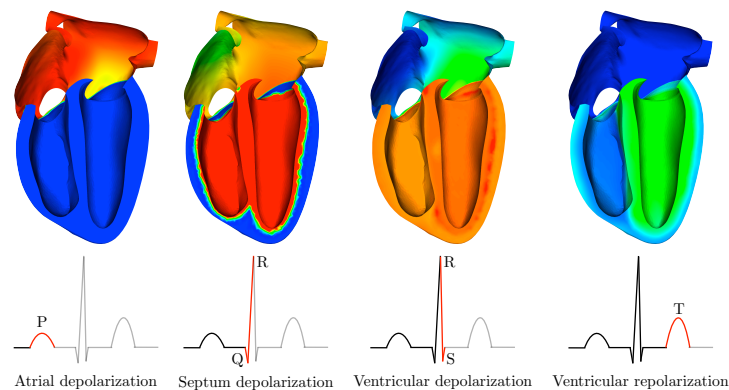 P
R
Q
R
S
T
Atrial depolarization
Septum depolarization
Ventricular depolarization
Ventricular repolarization